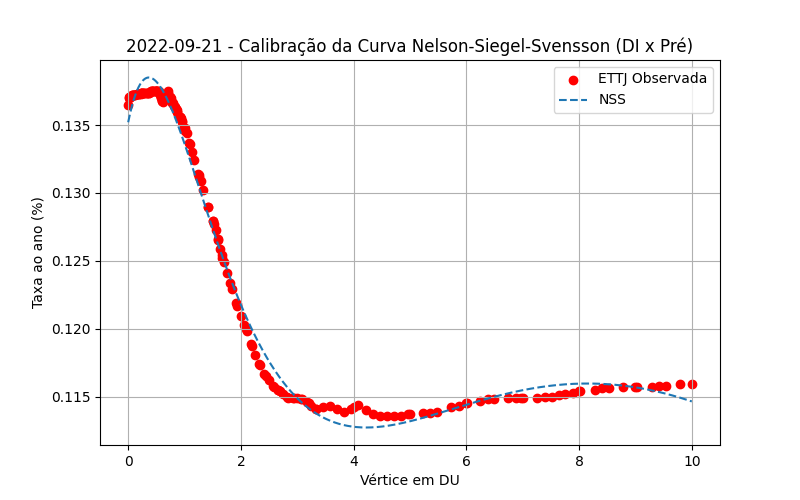 2022-09-21 - Calibração da Curva Nelson-Siegel-Svensson (DI x Pré)
ETTJ Observada
NSS
Taxa ao ano (%)
0.135
0.130
0.125
0.120
0.115
0 2 4 6 8 10
Vértice em DU